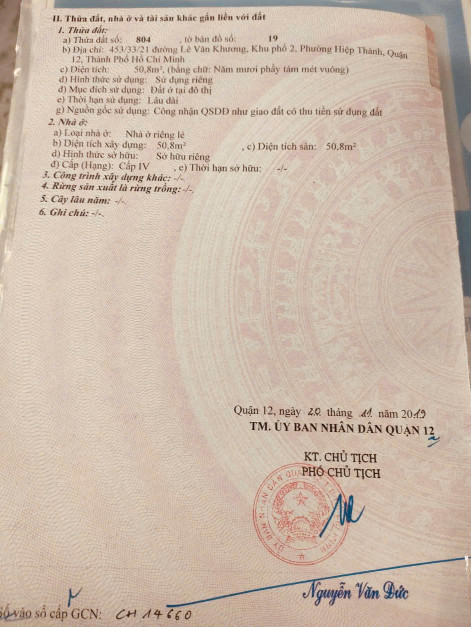 II. Thửa đất, nhà ở và tài sản khác gắn liền với đất
1. Thửa đất:
a) Thửa đất số: 804 , tờ bản đồ số: 19
b) Địa chỉ: 453/33/21 đường Lê Văn Khương, Khu phố 2, Phường Hiệp Thành, Quận
12, Thành Phố Hồ Chí Minh
c) Diện tích: 50,8m², (bằng chữ: Năm mươi phẩy tám mét vuông)
d) Hình thức sử dụng: Sử dụng riêng
đ) Mục đích sử dụng: Đất ở tại đô thị
e) Thời hạn sử dụng: Lâu dài
g) Nguồn gốc sử dụng: Công nhận QSDĐ như giao đất có thu tiền sử dụng đất
2. Nhà ở:
a) Loại nhà ở: Nhà ở riêng lẻ
b) Diện tích xây dựng: 50,8m² , c) Diện tích sàn: 50,8m²
d) Hình thức sở hữu: Sở hữu riêng
đ) Cấp (Hạng): Cấp IV , e) Thời hạn sở hữu: -/-
3. Công trình xây dựng khác: -/-
4. Rừng sản xuất là rừng trồng: -/-
5. Cây lâu năm: -/-
6. Ghi chú: -/-
Quận 12, ngày 20 tháng 11 năm 2019
TM. ỦY BAN NHÂN DÂN QUẬN 12
KT. CHỦ TỊCH
PHÓ CHỦ TỊCH
Nguyễn Văn Đức
Số vào sổ cấp GCN: CH 14660